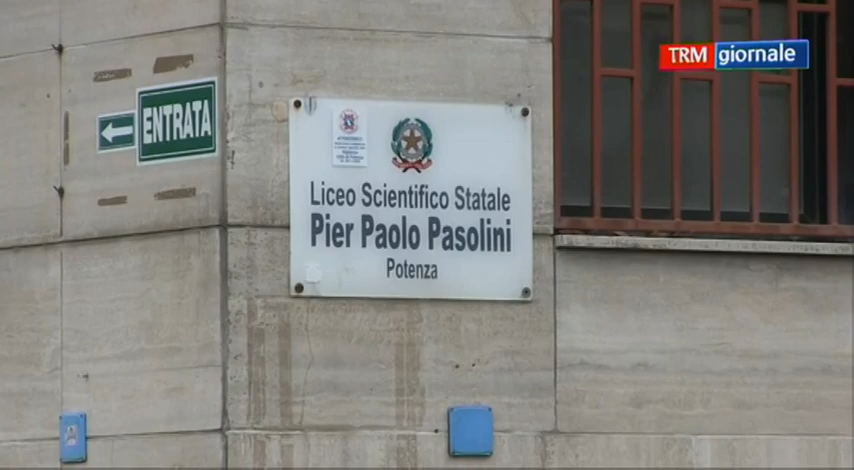 TRM giornale
ENTRATA
Liceo Scientifico Statale
Pier Paolo Pasolini
Potenza